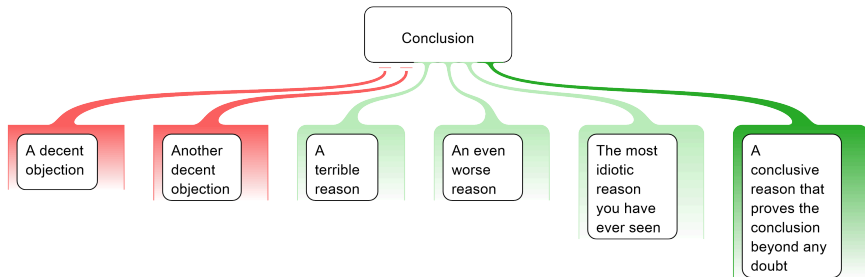 Conclusion
A decent
objection
Another
decent
objection
A
terrible
reason
An even
worse
reason
The most
idiotic
reason
you have
ever seen
A
conclusive
reason that
proves the
conclusion
beyond any
doubt